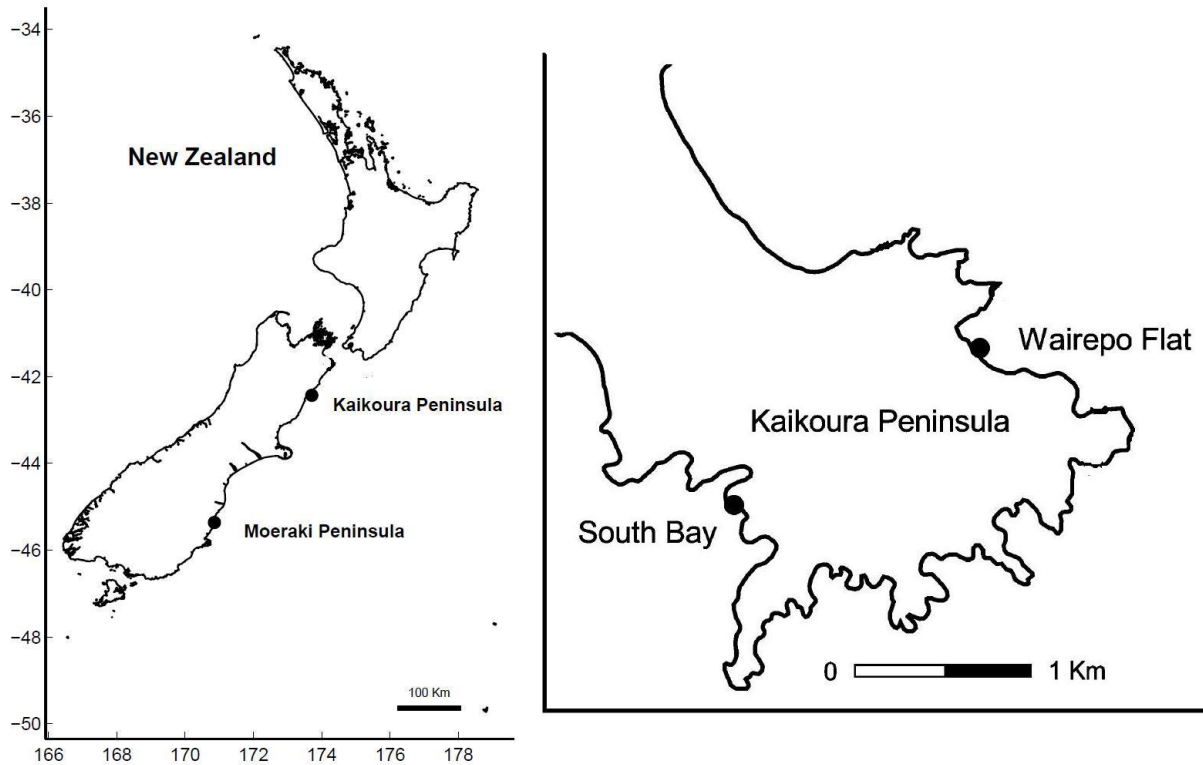 −34
−36
−38
−40
−42
−44
−46
−48
−50
166 168 170 172 174 176 178
New Zealand
Kaikoura Peninsula
Moeraki Peninsula
100 Km
Wairepo Flat
Kaikoura Peninsula
South Bay
0 1 Km